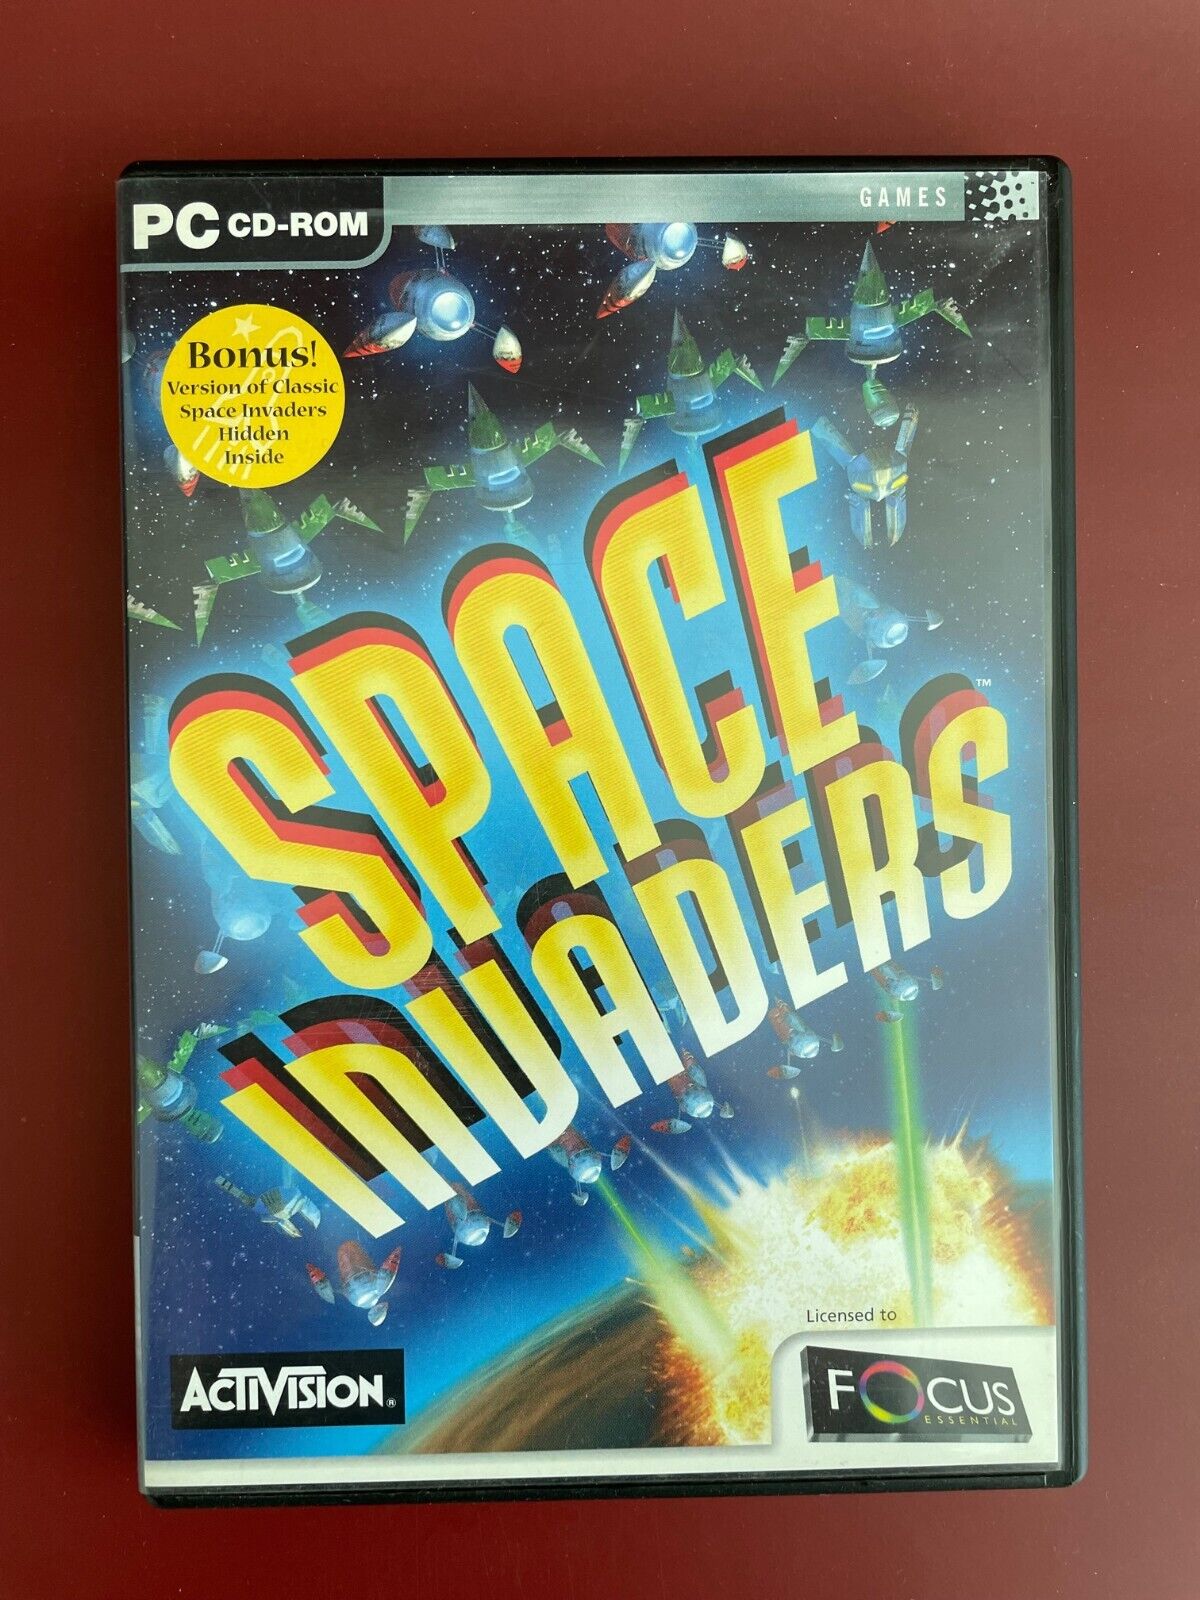 PC CD-ROM
GAMES
Bonus!
Version of Classic
Space Invaders
Hidden
Inside
SPACE
INVADERS
™
Licensed to
ACTIVISION®
FOCUS
ESSENTIAL